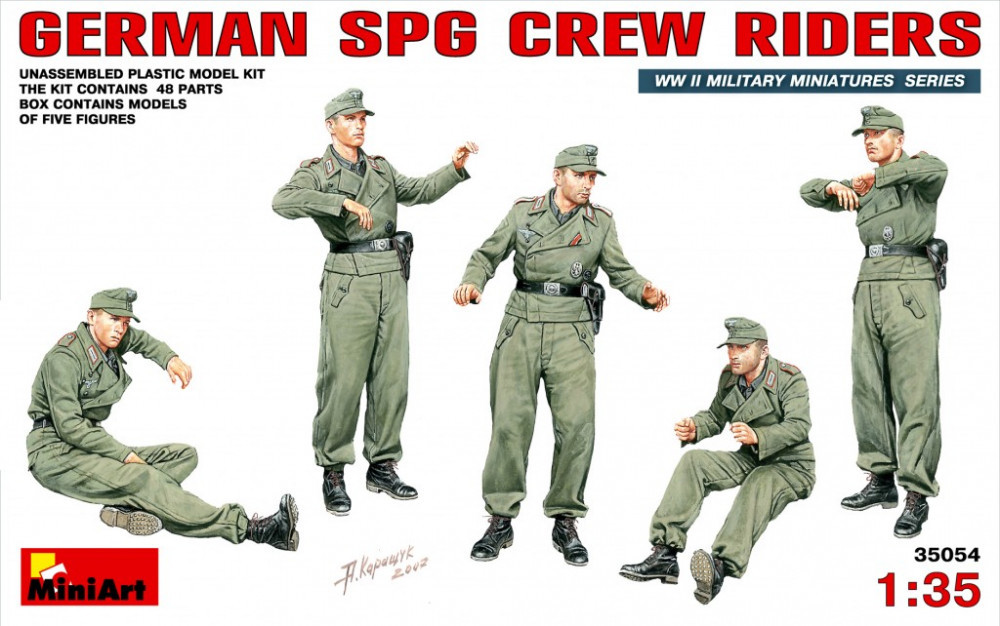 GERMAN SPG CREW RIDERS
UNASSEMBLED PLASTIC MODEL KIT
THE KIT CONTAINS 48 PARTS
BOX CONTAINS MODELS
OF FIVE FIGURES
WW II MILITARY MINIATURES SERIES
А.Каращук
2002
MiniArt
35054
1:35